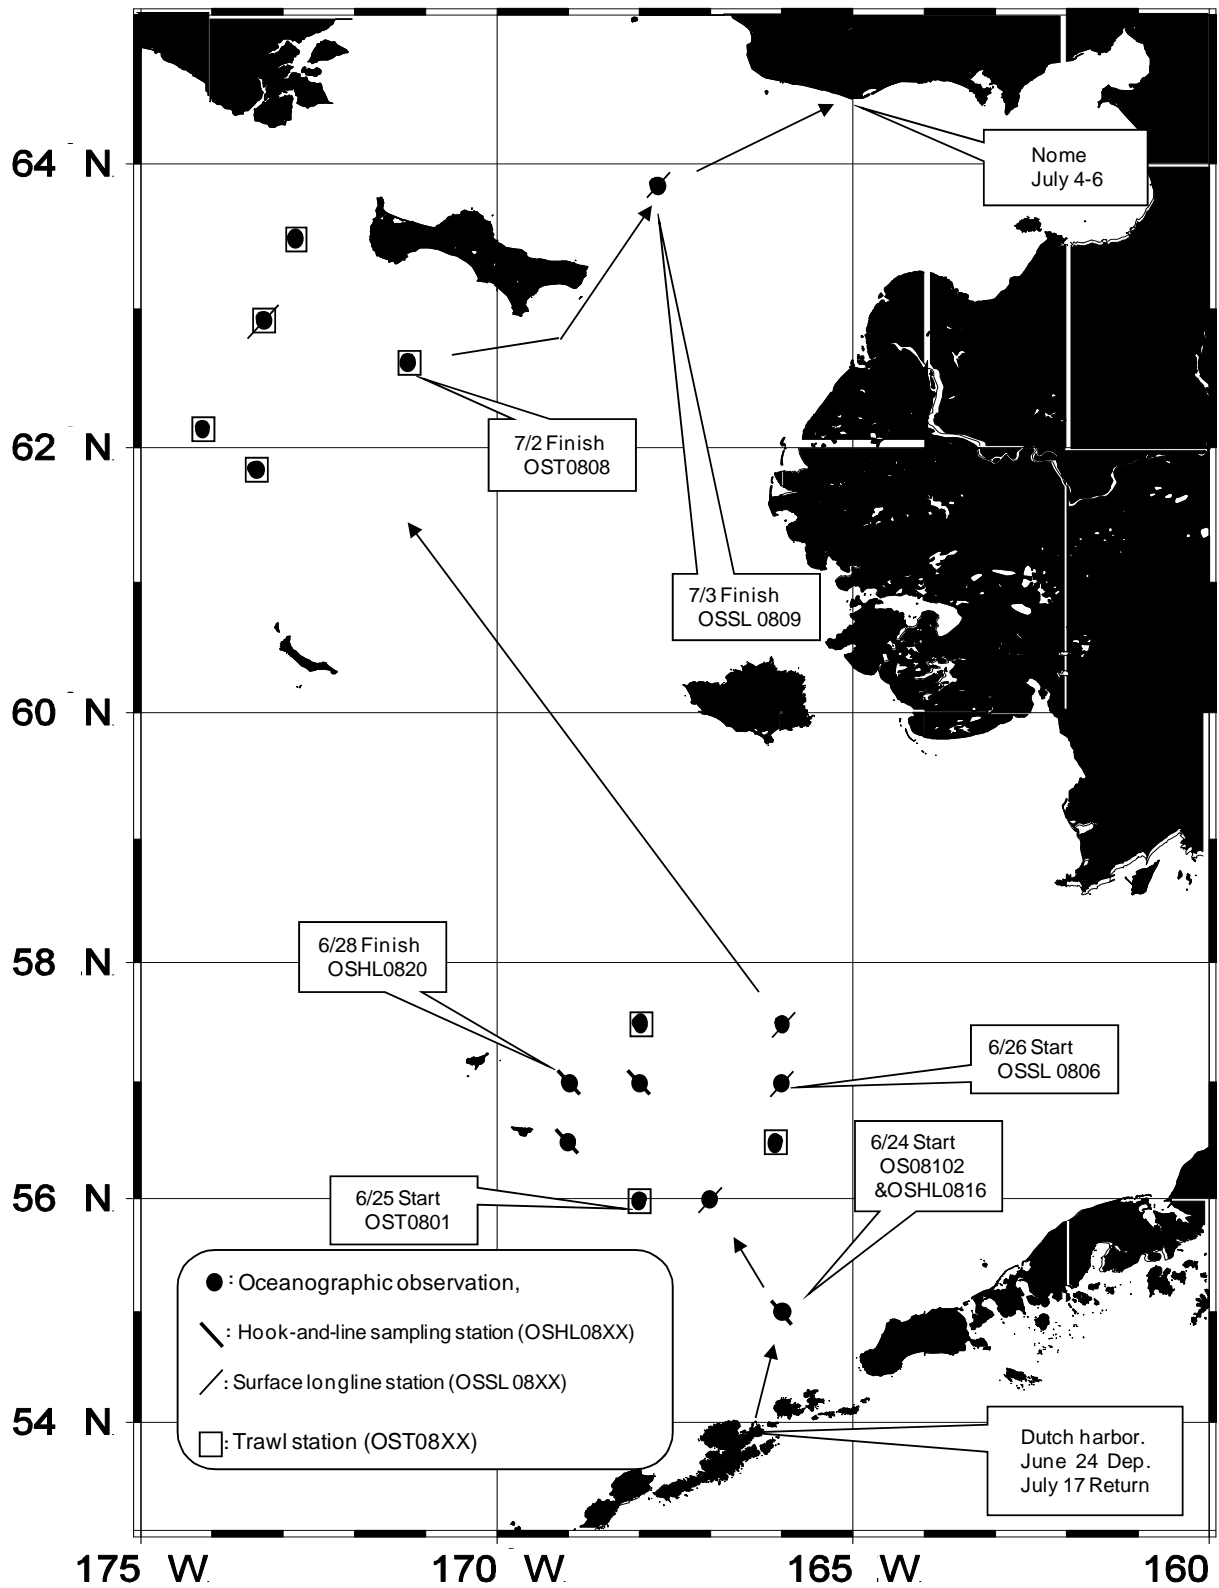 64 N.
Nome
July 4-6
62 N.
7/2 Finish
OST0808
7/3 Finish
OSSL 0809
60 N.
6/28 Finish
OSHL0820
58 N.
6/26 Start
OSSL 0806
6/24 Start
OS08102
&OSHL0816
6/25 Start
OST0801
56 N.
: Oceanographic observation,
: Hook-and-line sampling station (OSHL08XX)
: Surface longline station (OSSL 08XX)
: Trawl station (OST08XX)
54 N.
Dutch harbor.
June 24 Dep.
July 17 Return
175 W.
170 W.
165 W.
160